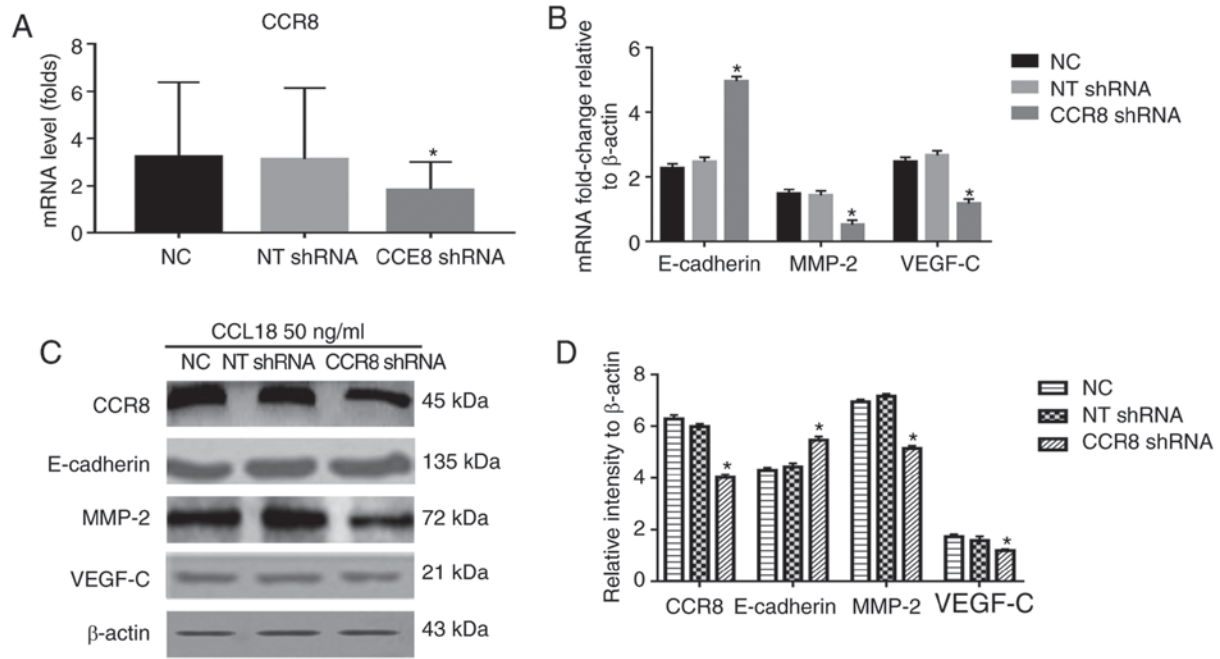 A
CCR8
mRNA level (folds)
8
6
4
2
0
NC NT shRNA CCE8 shRNA
*
B
mRNA fold-change relative
to β-actin
6
4
2
0
* * *
E-cadherin MMP-2 VEGF-C
NC
NT shRNA
CCR8 shRNA
C
CCL18 50 ng/ml
NC NT shRNA CCR8 shRNA
CCR8 45 kDa
E-cadherin 135 kDa
MMP-2 72 kDa
VEGF-C 21 kDa
β-actin 43 kDa
D
Relative intensity to β-actin
8
6
4
2
0
* * * *
CCR8 E-cadherin MMP-2 VEGF-C
NC
NT shRNA
CCR8 shRNA